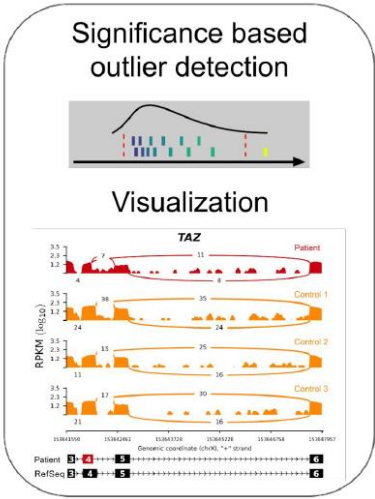 Significance based
outlier detection
Visualization
TAZ
RPKM (log10)
3.5
2.3
1.2
Patient
7
11
4
8
3.5
2.3
1.2
Control 1
38
35
24
24
3.5
2.3
1.2
Control 2
15
25
11
16
3.5
2.3
1.2
Control 3
17
30
21
16
153641550 153642861 153643720 153645228 153646758 153647957
Genomic coordinate (chrX), "+" strand
Patient 3 4 5 6
RefSeq 3 4 5 6